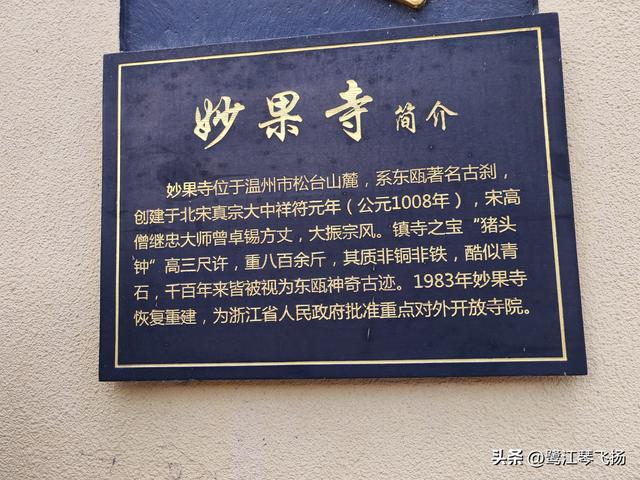 妙果寺 简介
妙果寺位于温州市松台山麓，系东瓯著名古刹，
创建于北宋真宗大中祥符元年（公元1008年），宋高
僧继忠大师曾卓锡方丈，大振宗风。镇寺之宝“猪头
钟”高三尺许，重八百余斤，其质非铜非铁，酷似青
石，千百年来皆被视为东瓯神奇古迹。1983年妙果寺
恢复重建，为浙江省人民政府批准重点对外开放寺院。
头条 @鹭江琴飞扬